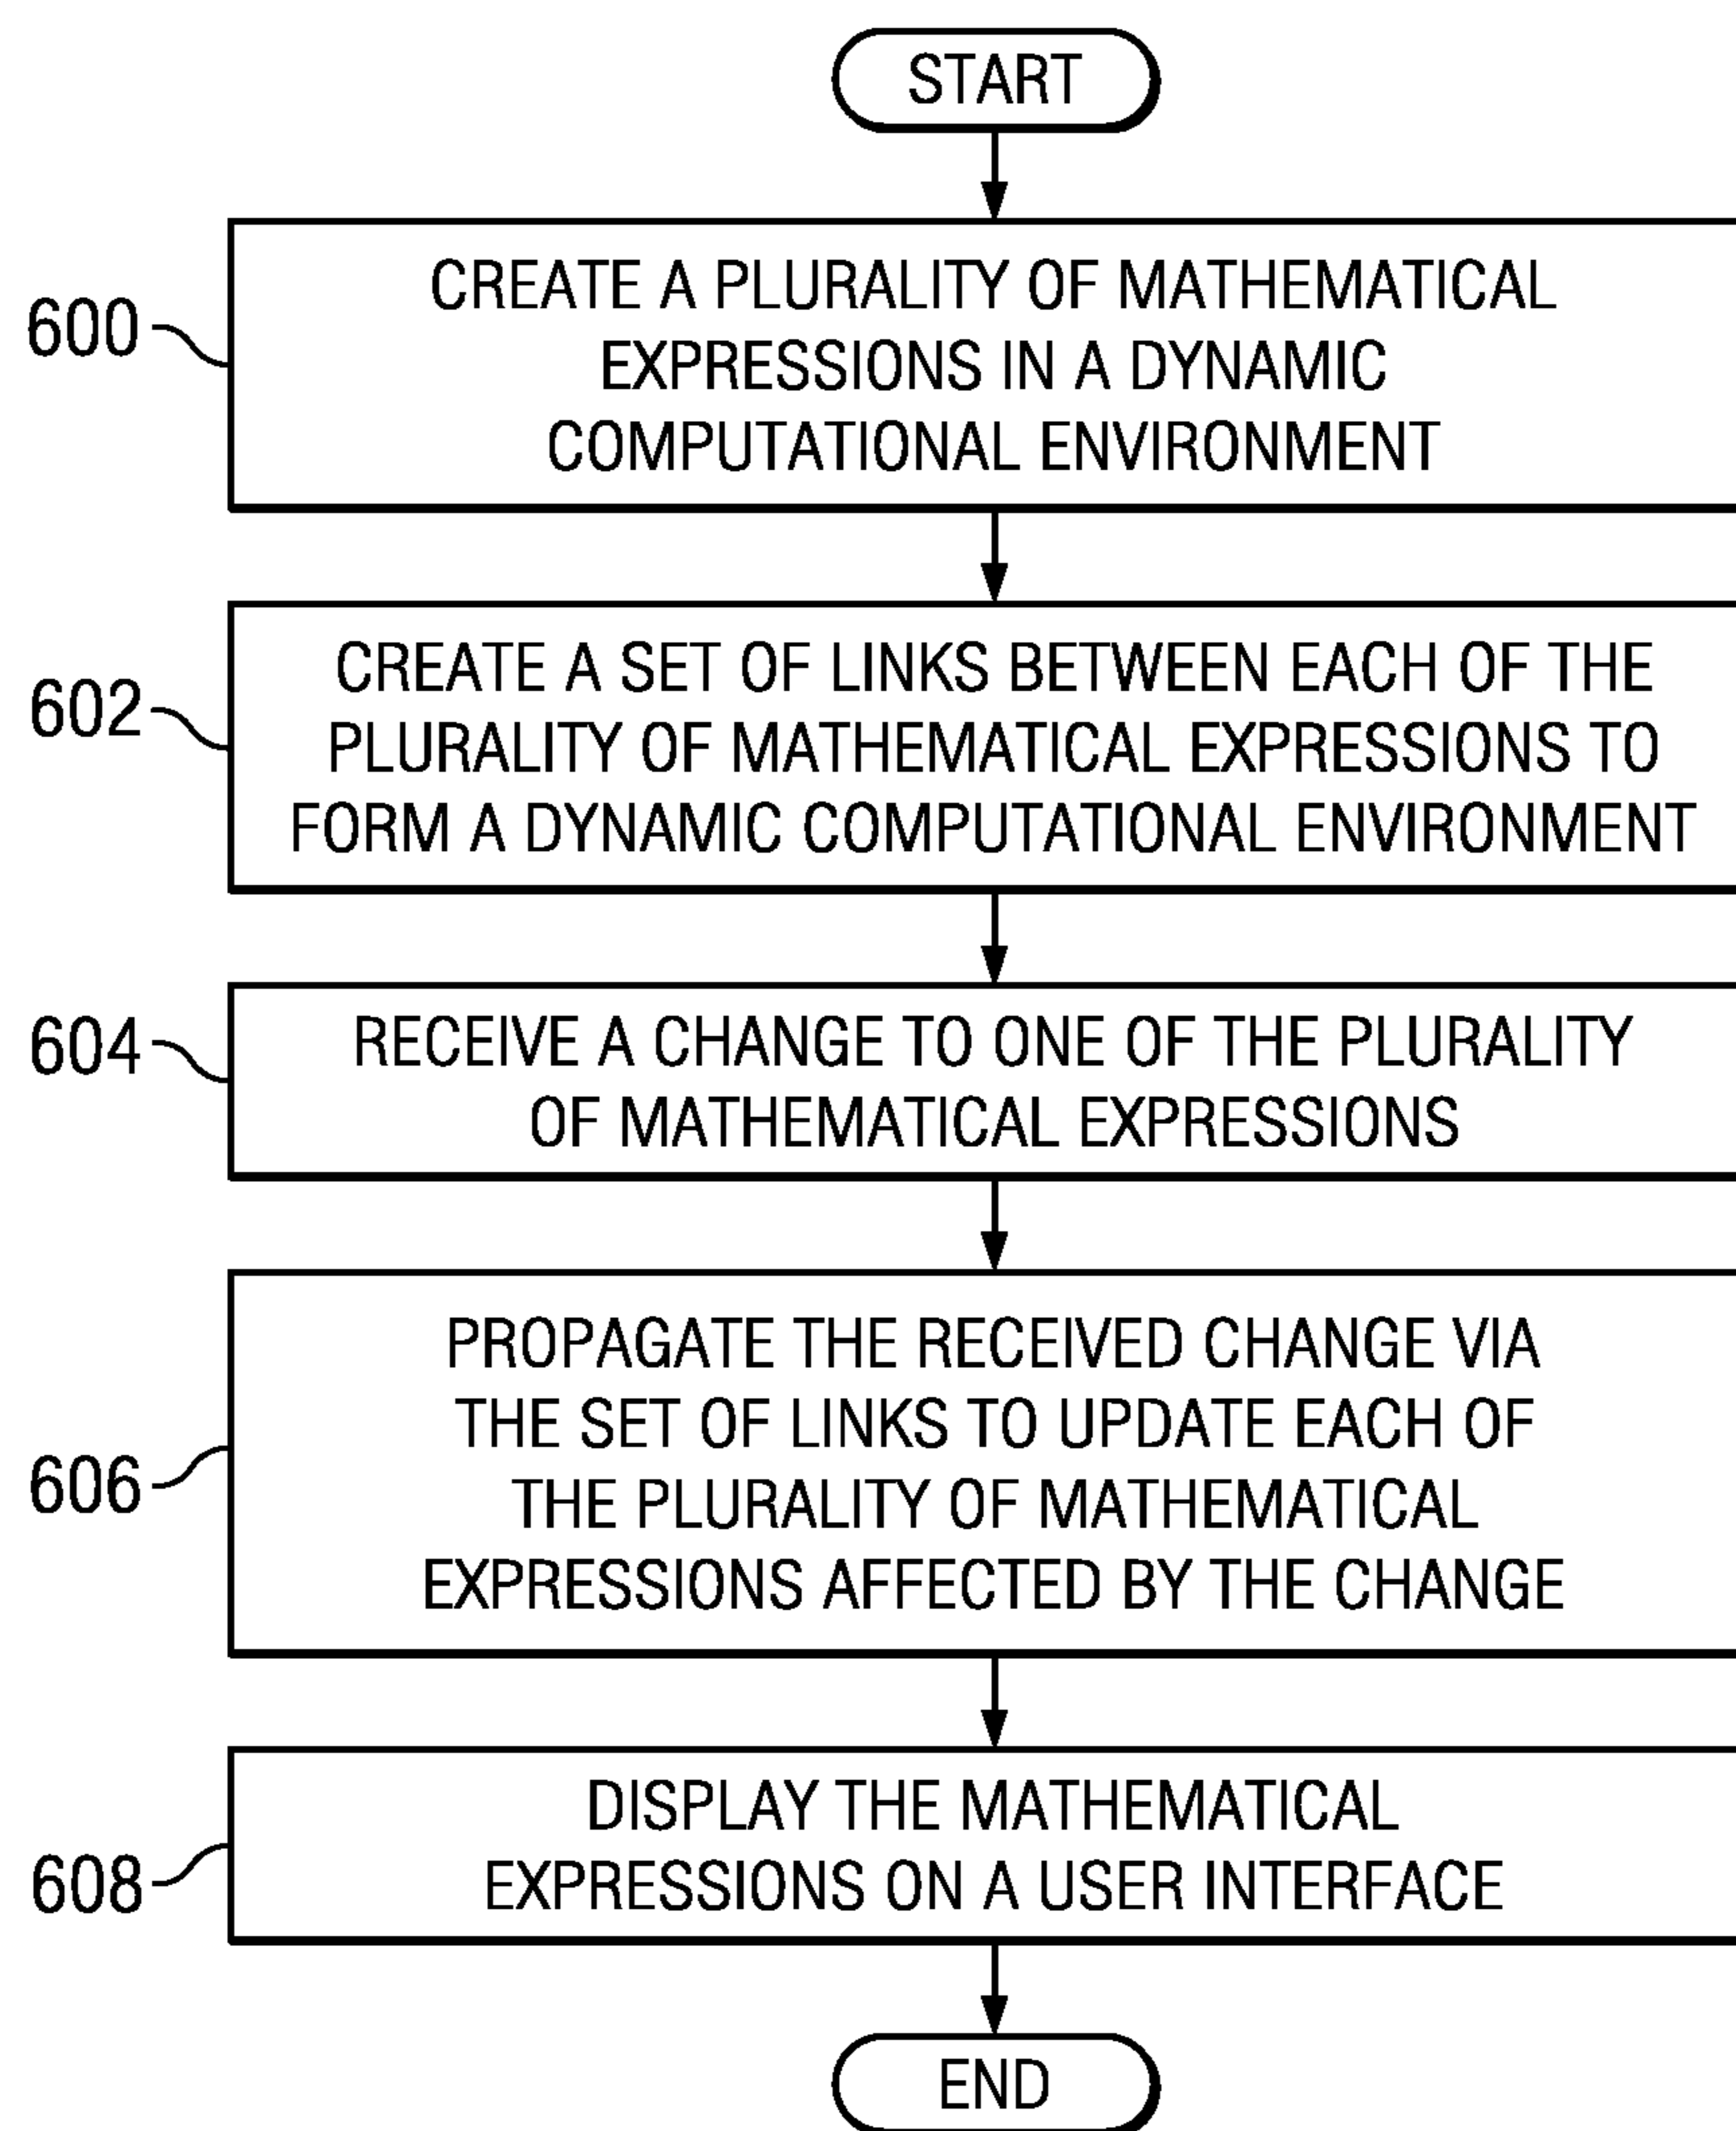 START
600
CREATE A PLURALITY OF MATHEMATICAL
EXPRESSIONS IN A DYNAMIC
COMPUTATIONAL ENVIRONMENT
602
CREATE A SET OF LINKS BETWEEN EACH OF THE
PLURALITY OF MATHEMATICAL EXPRESSIONS TO
FORM A DYNAMIC COMPUTATIONAL ENVIRONMENT
604
RECEIVE A CHANGE TO ONE OF THE PLURALITY
OF MATHEMATICAL EXPRESSIONS
606
PROPAGATE THE RECEIVED CHANGE VIA
THE SET OF LINKS TO UPDATE EACH OF
THE PLURALITY OF MATHEMATICAL
EXPRESSIONS AFFECTED BY THE CHANGE
608
DISPLAY THE MATHEMATICAL
EXPRESSIONS ON A USER INTERFACE
END